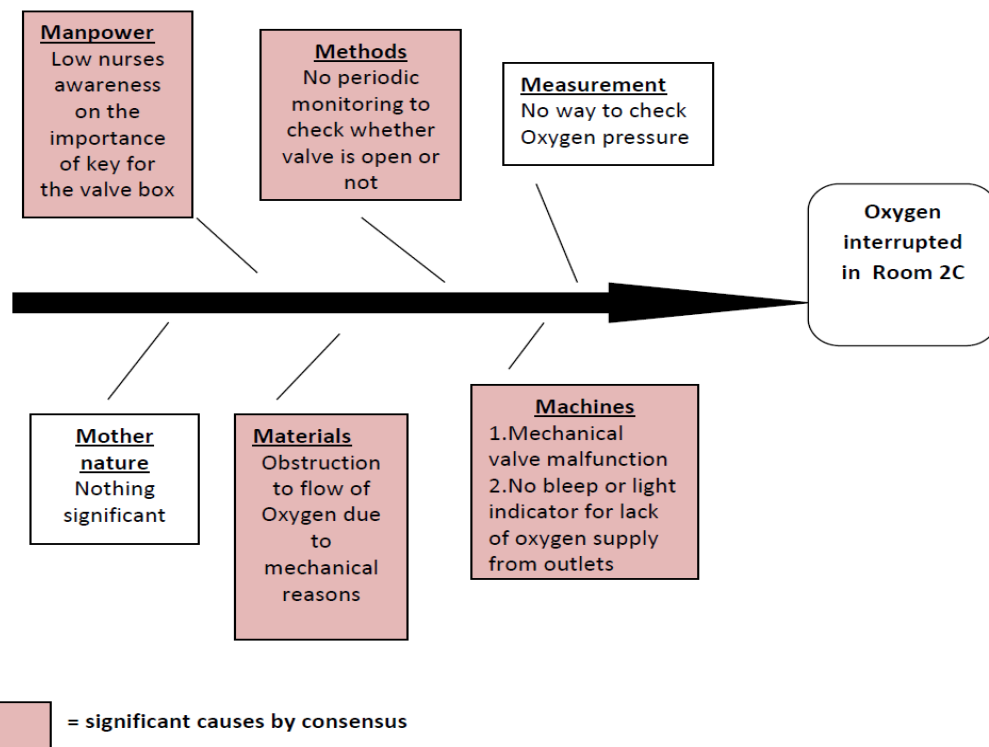 Manpower
Low nurses
awareness
on the
importance
of key for
the valve box
Methods
No periodic
monitoring to
check whether
valve is open or
not
Measurement
No way to check
Oxygen pressure
Oxygen
interrupted
in Room 2C
Mother
nature
Nothing
significant
Materials
Obstruction
to flow of
Oxygen due
to
mechanical
reasons
Machines
1.Mechanical
valve malfunction
2.No bleep or light
indicator for lack
of oxygen supply
from outlets
= significant causes by consensus